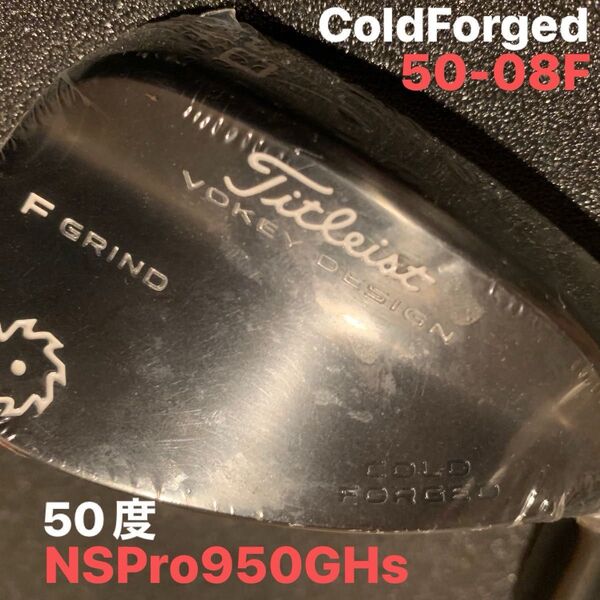 ColdForged
50-08F
Titleist
VOKEY DESIGN
F GRIND
COLD
FORGED
50度
NSPro950GHs